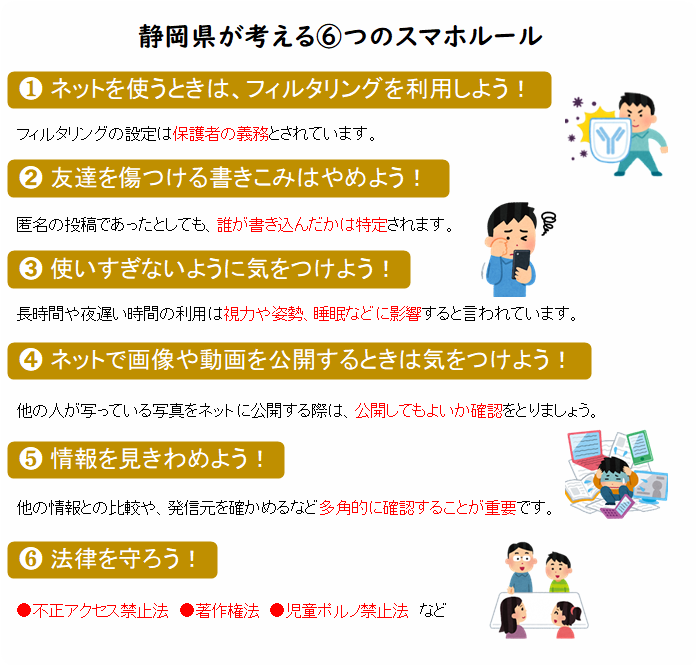 静岡県が考える⑥つのスマホルール
❶ ネットを使うときは、フィルタリングを利用しよう！
フィルタリングの設定は保護者の義務とされています。
❷ 友達を傷つける書きこみはやめよう！
匿名の投稿であったとしても、誰が書き込んだかは特定されます。
❸ 使いすぎないように気をつけよう！
長時間や夜遅い時間の利用は視力や姿勢、睡眠などに影響すると言われています。
❹ ネットで画像や動画を公開するときは気をつけよう！
他の人が写っている写真をネットに公開する際は、公開してもよいか確認をとりましょう。
❺ 情報を見きわめよう！
他の情報との比較や、発信元を確かめるなど多角的に確認することが重要です。
❻ 法律を守ろう！
●不正アクセス禁止法 ●著作権法 ●児童ポルノ禁止法 など